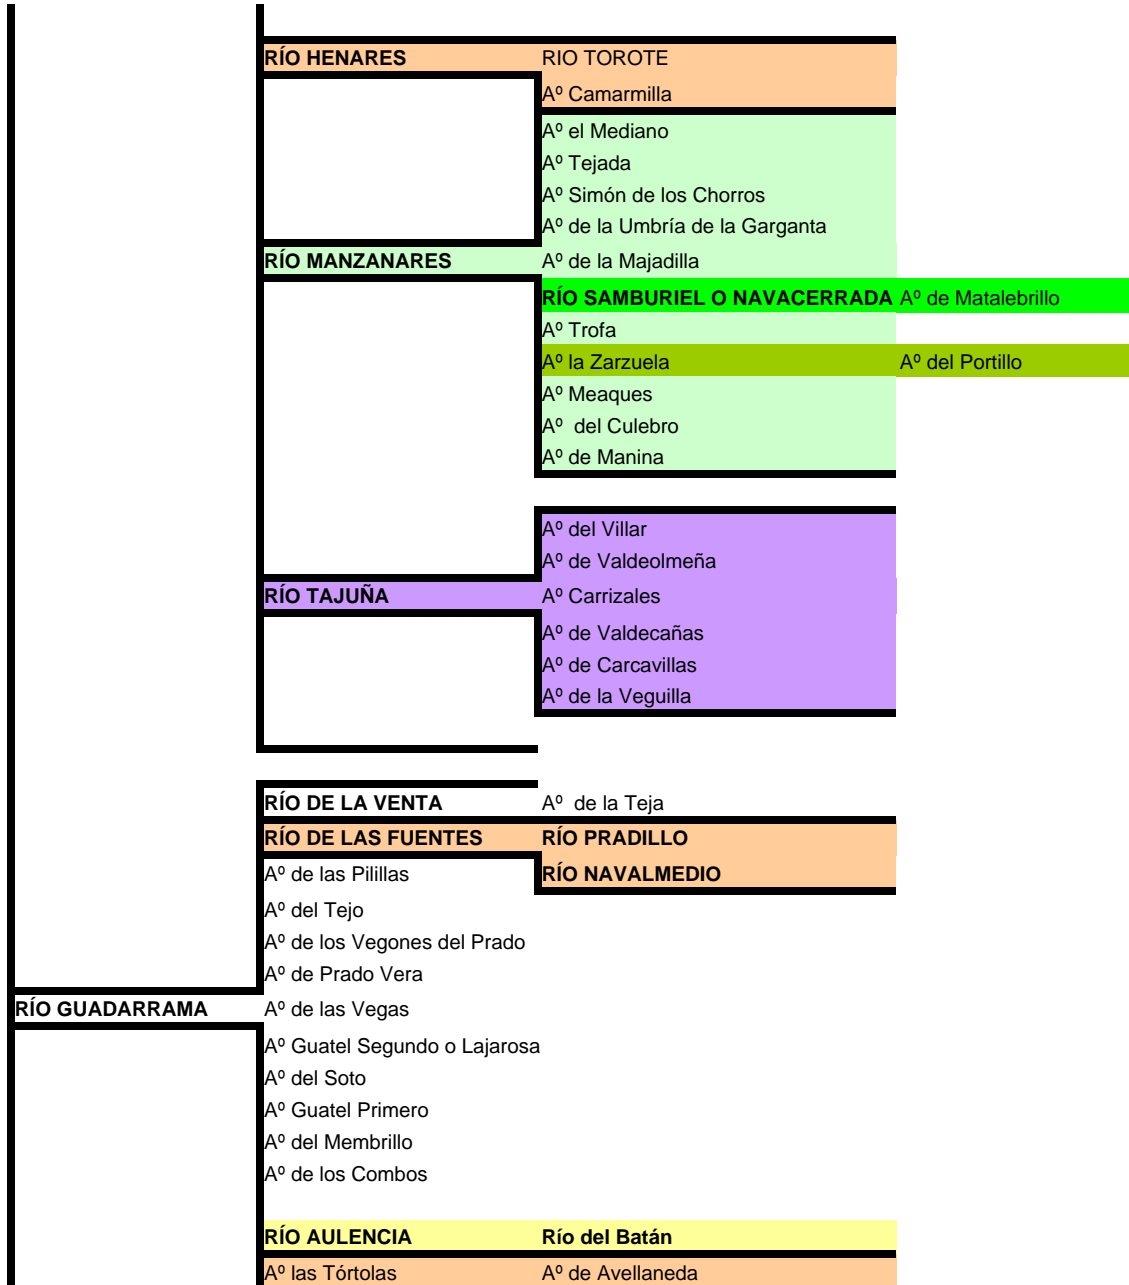 RÍO HENARES RIO TOROTE
Aº Camarmilla
Aº el Mediano
Aº Tejada
Aº Simón de los Chorros
Aº de la Umbría de la Garganta
RÍO MANZANARES Aº de la Majadilla
RÍO SAMBURIEL O NAVACERRADA Aº de Matalebrillo
Aº Trofa
Aº la Zarzuela Aº del Portillo
Aº Meaques
Aº del Culebro
Aº de Manina
Aº del Villar
Aº de Valdeolmeña
RÍO TAJUÑA Aº Carrizales
Aº de Valdecañas
Aº de Carcavillas
Aº de la Veguilla
RÍO DE LA VENTA Aº de la Teja
RÍO DE LAS FUENTES RÍO PRADILLO
Aº de las Pilillas RÍO NAVALMEDIO
Aº del Tejo
Aº de los Vegones del Prado
Aº de Prado Vera
RÍO GUADARRAMA Aº de las Vegas
Aº Guatel Segundo o Lajarosa
Aº del Soto
Aº Guatel Primero
Aº del Membrillo
Aº de los Combos
RÍO AULENCIA Río del Batán
Aº las Tórtolas Aº de Avellaneda